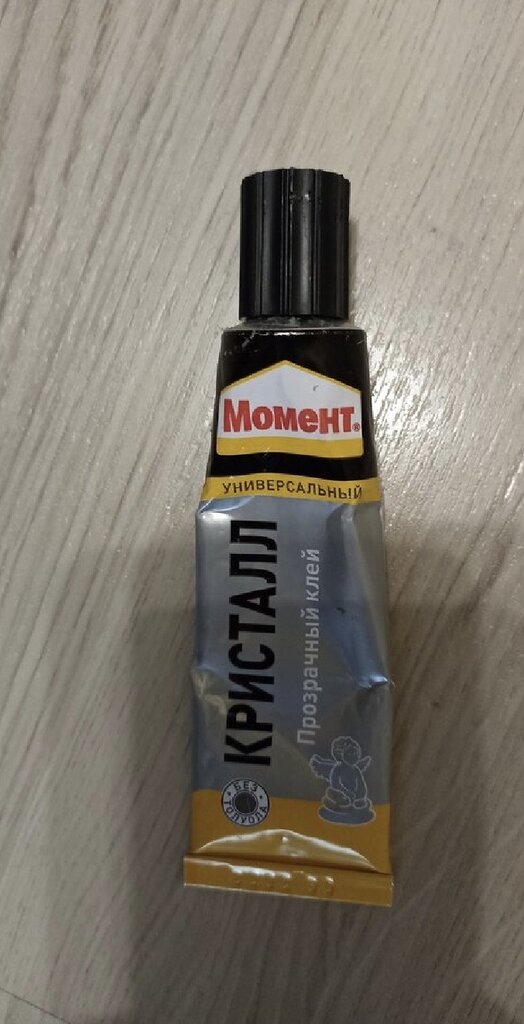 Момент®
УНИВЕРСАЛЬНЫЙ
КРИСТАЛЛ
Прозрачный клей
БЕЗ
ТОЛУОЛА